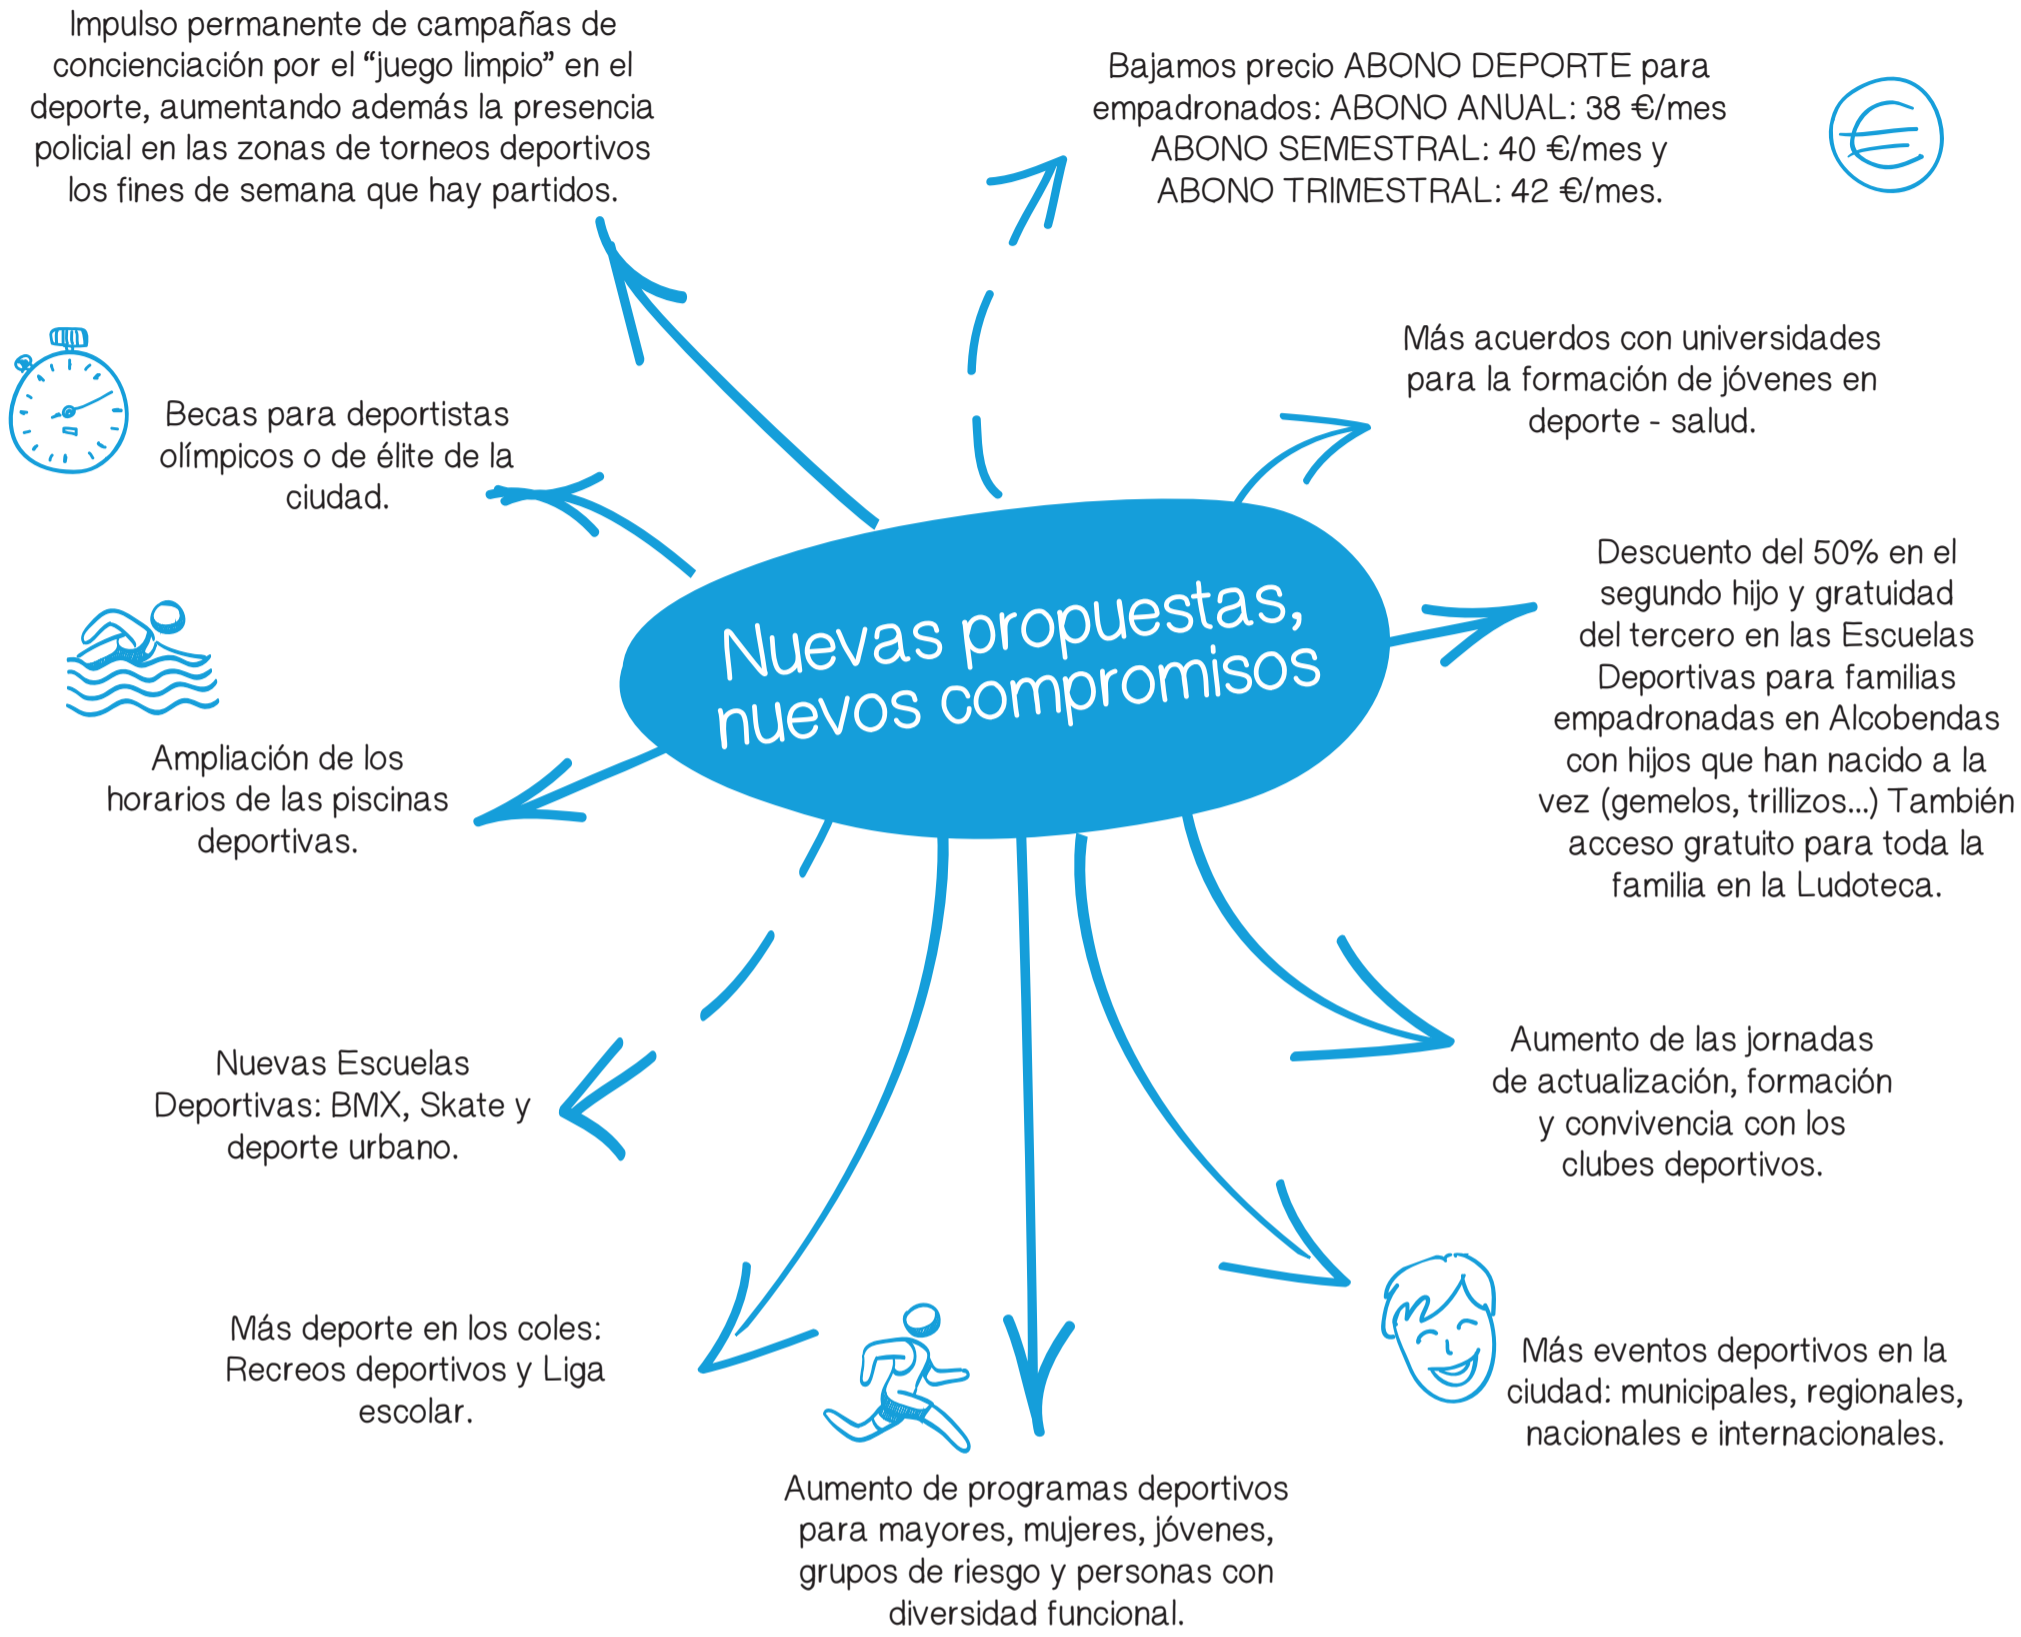 Impulso permanente de campañas de
concienciación por el “juego limpio” en el
deporte, aumentando además la presencia
policial en las zonas de torneos deportivos
los fines de semana que hay partidos.
Bajamos precio ABONO DEPORTE para
empadronados: ABONO ANUAL: 38 €/mes
ABONO SEMESTRAL: 40 €/mes y
ABONO TRIMESTRAL: 42 €/mes.
Más acuerdos con universidades
para la formación de jóvenes en
deporte - salud.
Becas para deportistas
olímpicos o de élite de la
ciudad.
Nuevas propuestas,
nuevos compromisos
Descuento del 50% en el
segundo hijo y gratuidad
del tercero en las Escuelas
Deportivas para familias
empadronadas en Alcobendas
con hijos que han nacido a la
vez (gemelos, trillizos...) También
acceso gratuito para toda la
familia en la Ludoteca.
Ampliación de los
horarios de las piscinas
deportivas.
Nuevas Escuelas
Deportivas: BMX, Skate y
deporte urbano.
Aumento de las jornadas
de actualización, formación
y convivencia con los
clubes deportivos.
Más deporte en los coles:
Recreos deportivos y Liga
escolar.
Más eventos deportivos en la
ciudad: municipales, regionales,
nacionales e internacionales.
Aumento de programas deportivos
para mayores, mujeres, jóvenes,
grupos de riesgo y personas con
diversidad funcional.